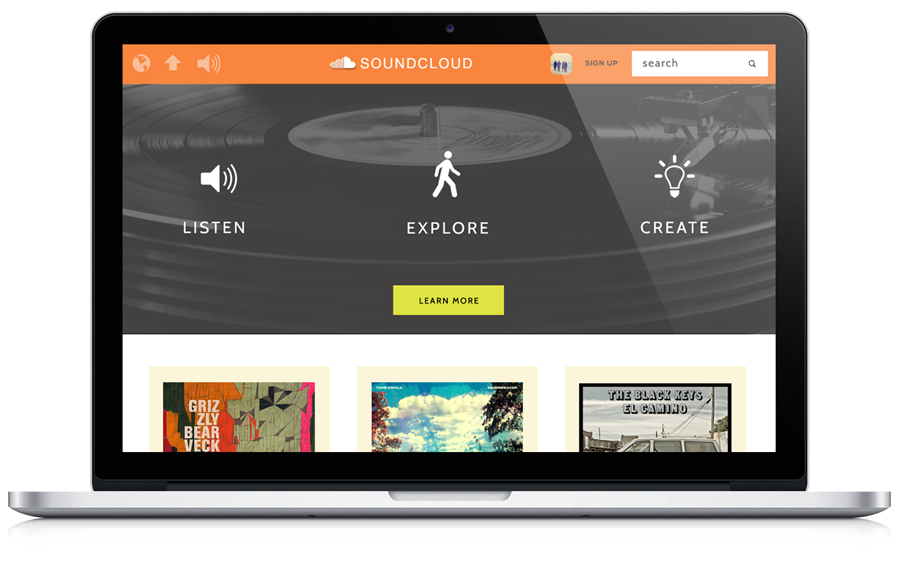 SOUNDCLOUD
SIGN UP
search
LISTEN
EXPLORE
CREATE
LEARN MORE
GRIZ
ZLY
BEAR
VECK
TAME IMPALA
INNERSPEAKER
THE BLACK KEYS
EL CAMINO